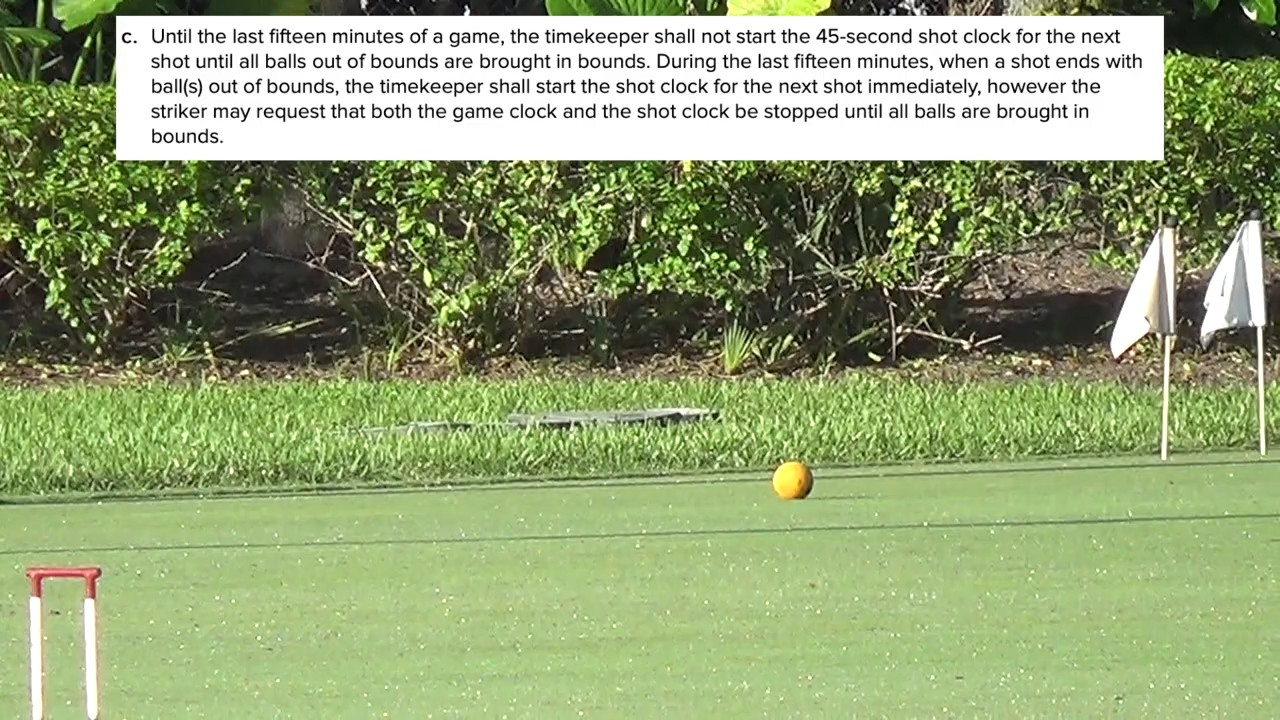 c. Until the last fifteen minutes of a game, the timekeeper shall not start the 45-second shot clock for the next
shot until all balls out of bounds are brought in bounds. During the last fifteen minutes, when a shot ends with
ball(s) out of bounds, the timekeeper shall start the shot clock for the next shot immediately, however the
striker may request that both the game clock and the shot clock be stopped until all balls are brought in
bounds.